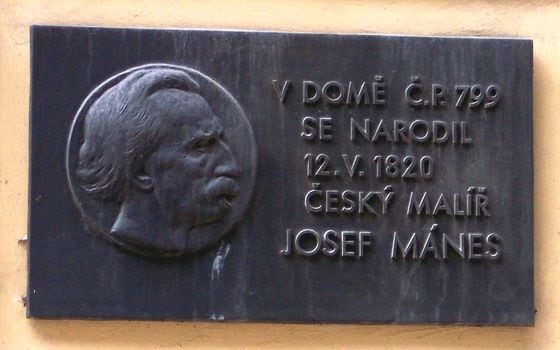 V DOMĚ Č.P. 799
SE NARODIL
12.V. 1820
ČESKÝ MALÍŘ
JOSEF MÁNES